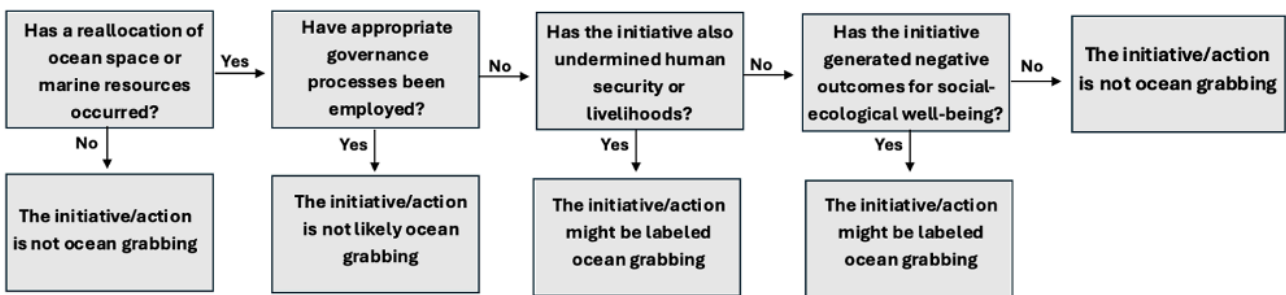 Has a reallocation of
ocean space or
marine resources
occurred?
Yes
Have appropriate
governance
processes been
employed?
No
Has the initiative also
undermined human
security or
livelihoods?
No
Has the initiative
generated negative
outcomes for social-
ecological well-being?
No
The initiative/action
is not ocean grabbing
No
Yes
Yes
Yes
The initiative/action
is not ocean grabbing
The initiative/action
is not likely ocean
grabbing
The initiative/action
might be labeled
ocean grabbing
The initiative/action
might be labeled
ocean grabbing